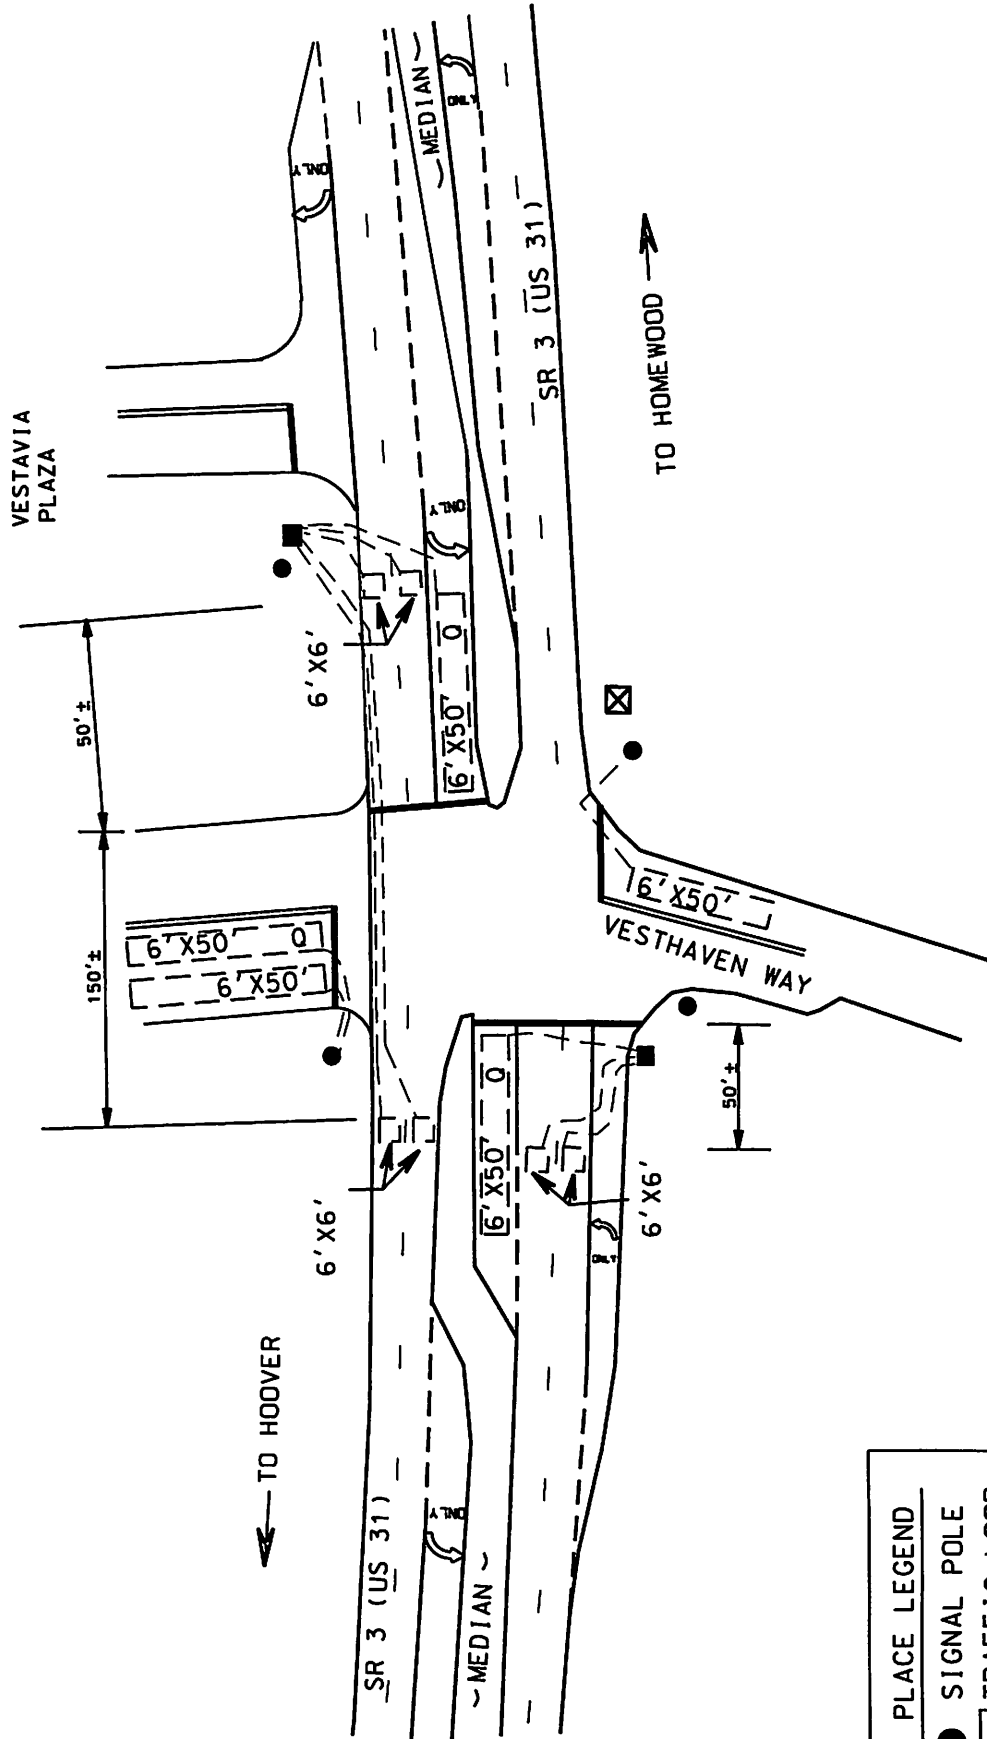 VESTAVIA
PLAZA
MEDIAN
ONLY
ONLY
SR 3 (US 31)
TO HOMEWOOD
ONLY
6'X6'
50'±
6'X50' Q
150'±
6'X50' Q
6'X50'
6'X50'
VESTHAVEN WAY
6'X50' Q
50'±
6'X6'
6'X6'
ONLY
TO HOOVER
SR 3 (US 31)
ONLY
MEDIAN
PLACE LEGEND
SIGNAL POLE